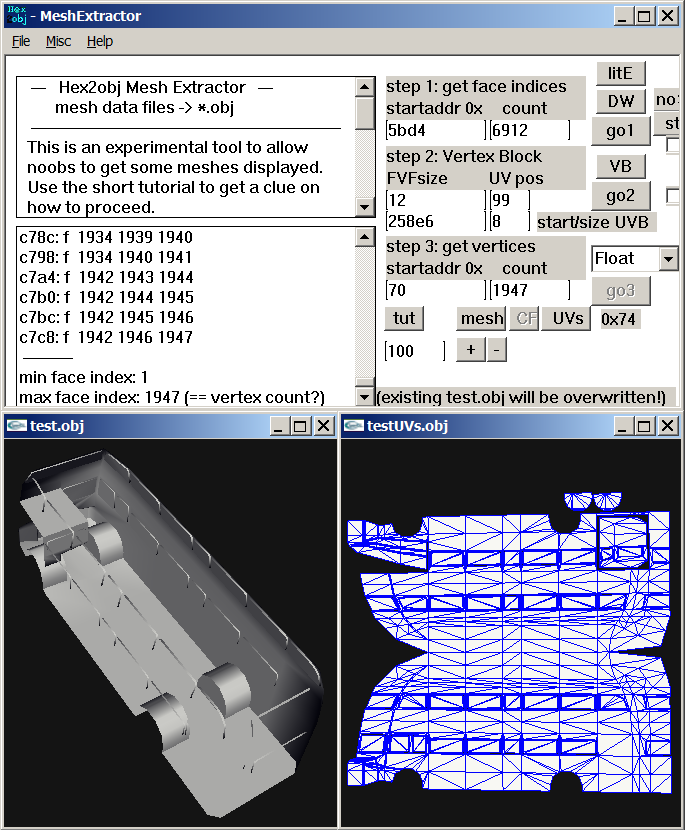 Hex
obj
MeshExtractor
File Misc Help
— Hex2obj Mesh Extractor —
mesh data files -> *.obj
This is an experimental tool to allow
noobs to get some meshes displayed.
Use the short tutorial to get a clue on
how to proceed.
c78c: f 1934 1939 1940
c798: f 1934 1940 1941
c7a4: f 1942 1943 1944
c7b0: f 1942 1944 1945
c7bc: f 1942 1945 1946
c7c8: f 1942 1946 1947
min face index: 1
max face index: 1947 (== vertex count?)
step 1: get face indices
startaddr 0x count
5bd4 6912
litE
DW
go1
no
st
step 2: Vertex Block
FVFsize UV pos
12 99
258e6 8 start/size UVB
VB
go2
step 3: get vertices
startaddr 0x count
70 1947
Float
go3
tut mesh CF UVs 0x74
100 + -
(existing test.obj will be overwritten!)
test.obj
testUVs.obj